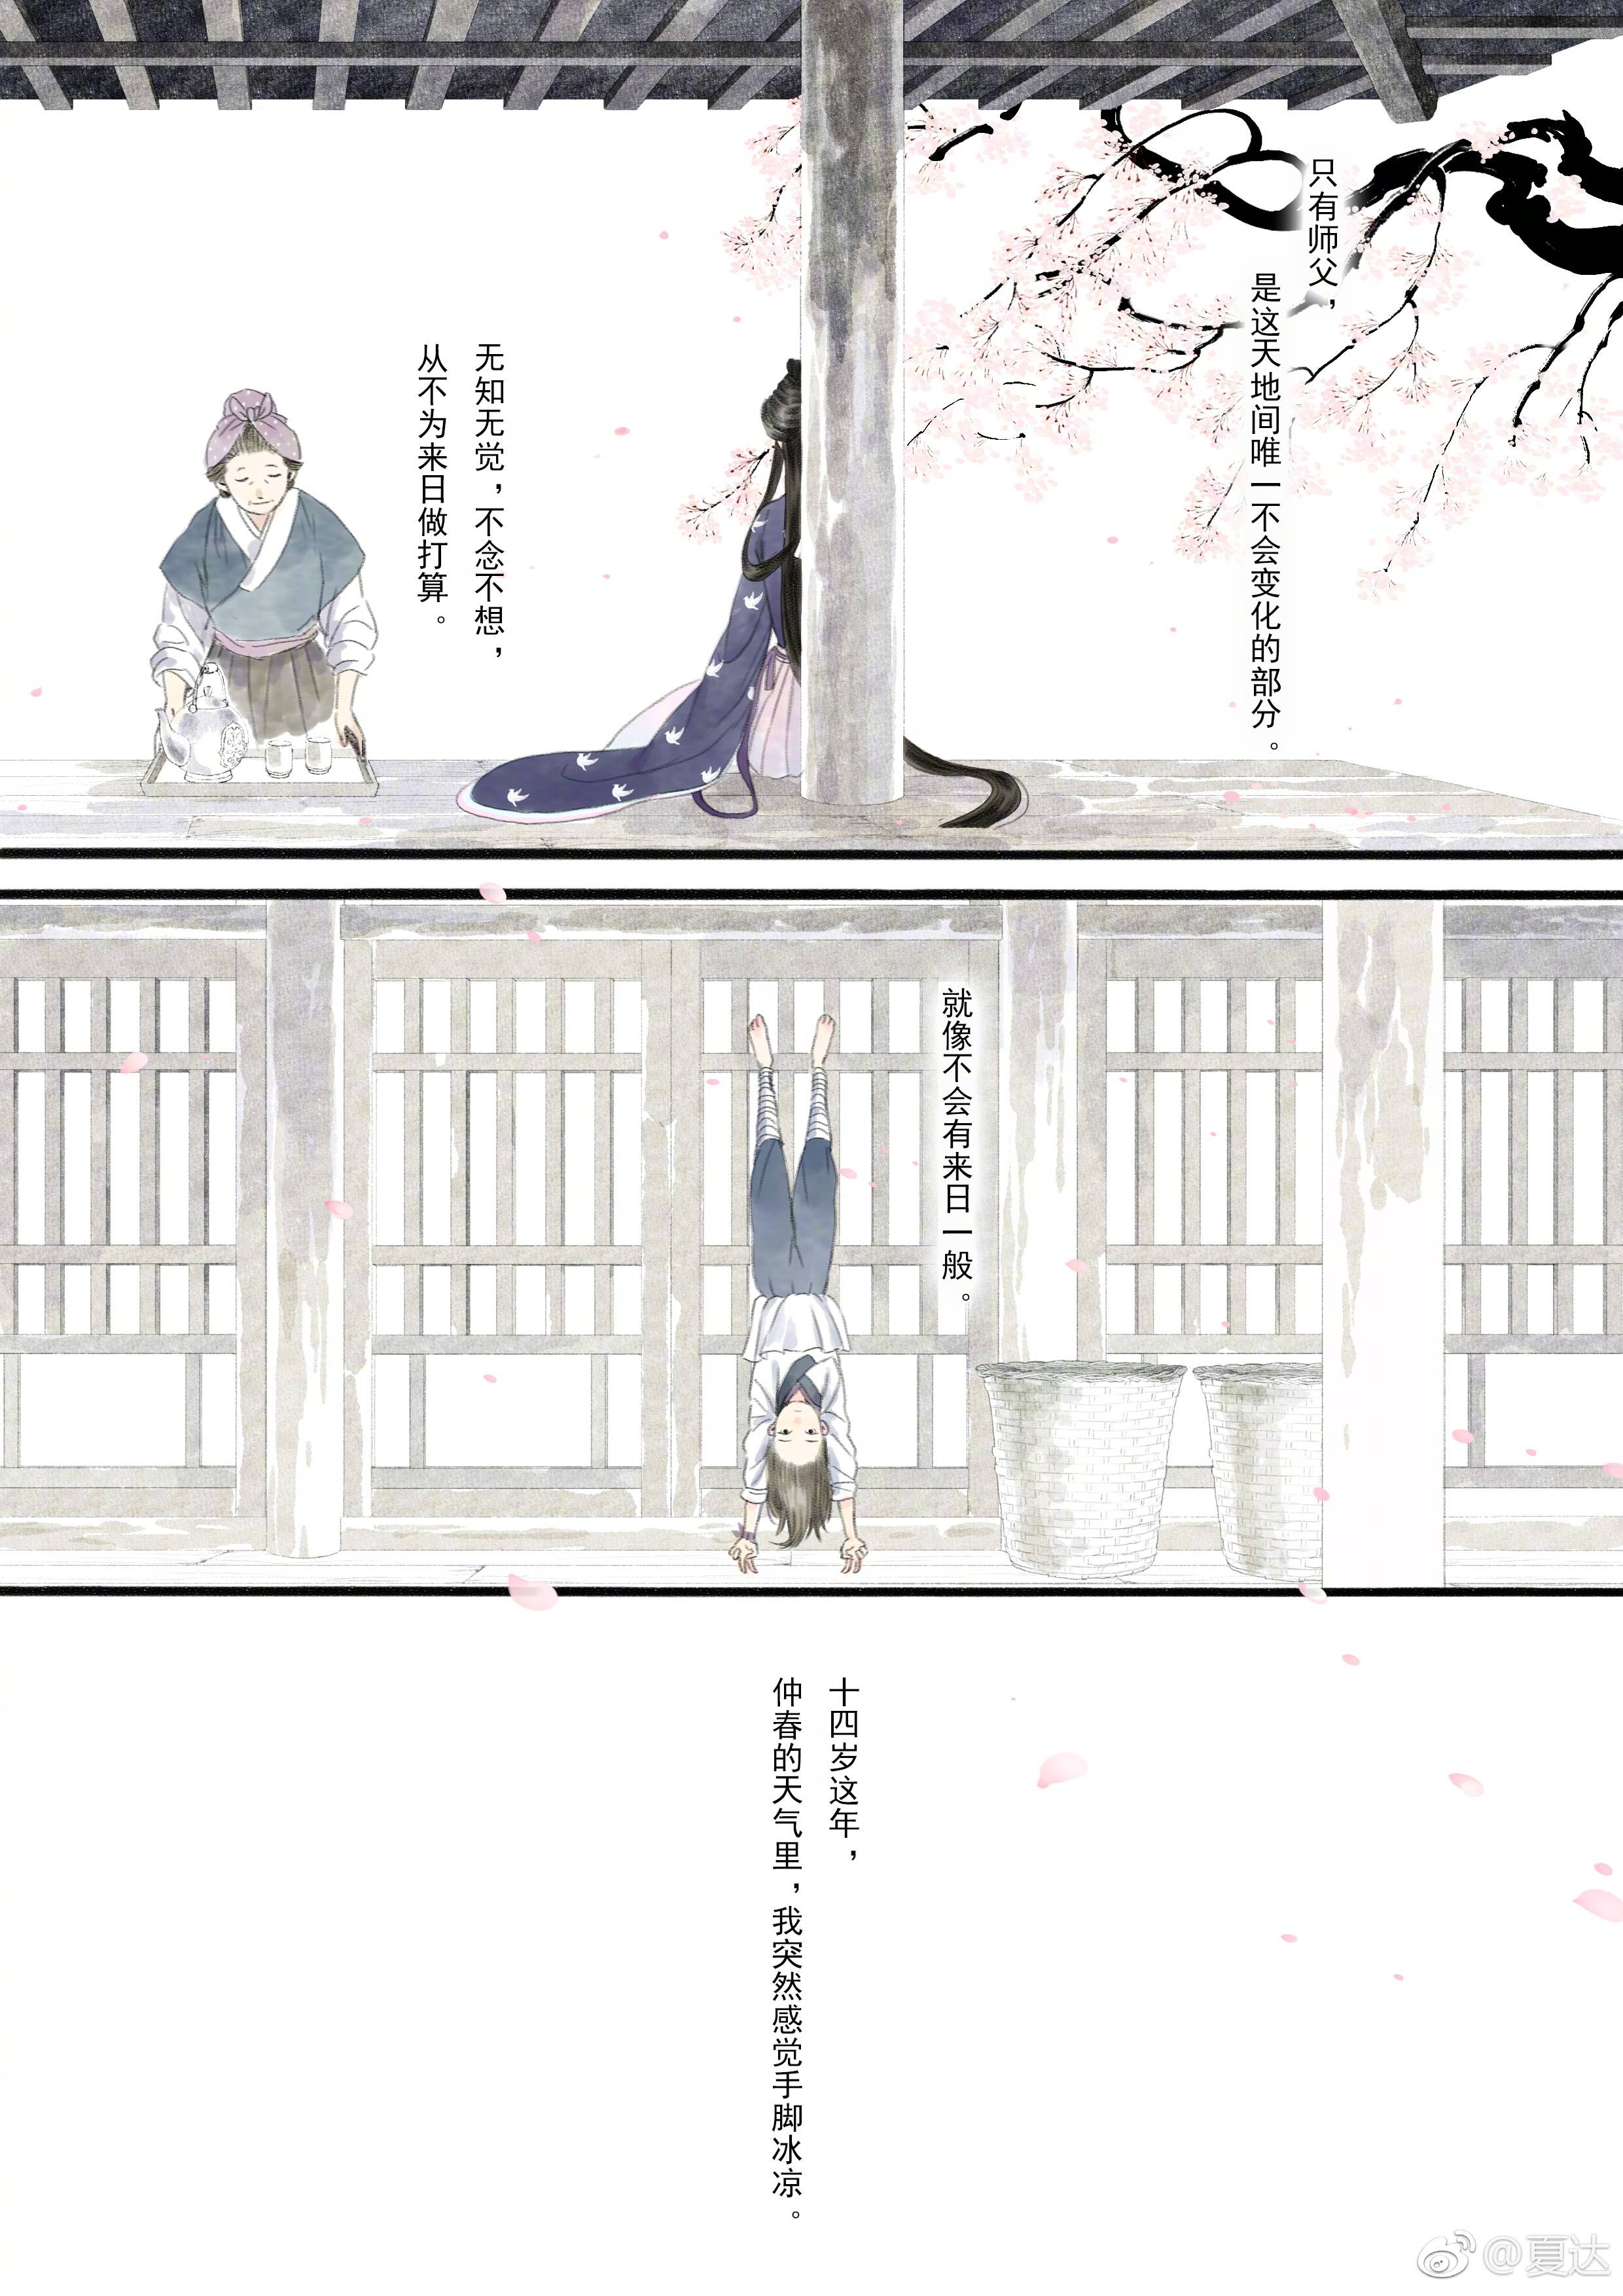 只有师父，
是这天地间唯一不会变化的部分。
无知无觉，不念不想，
从不为来日做打算。
就像不会有来日一般。
十四岁这年，
仲春的天气里，我突然感觉手脚冰凉。
@夏达